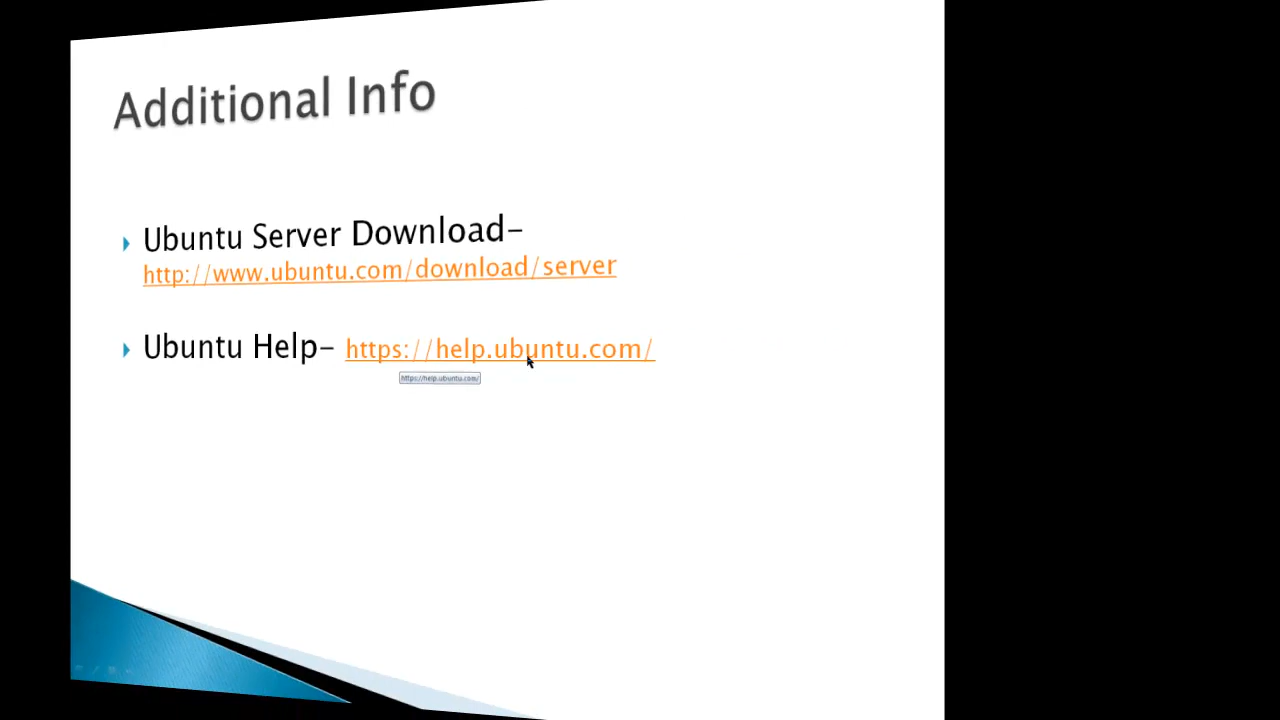 Additional Info
Ubuntu Server Download-
http://www.ubuntu.com/download/server
Ubuntu Help- https://help.ubuntu.com/
https://help.ubuntu.com/